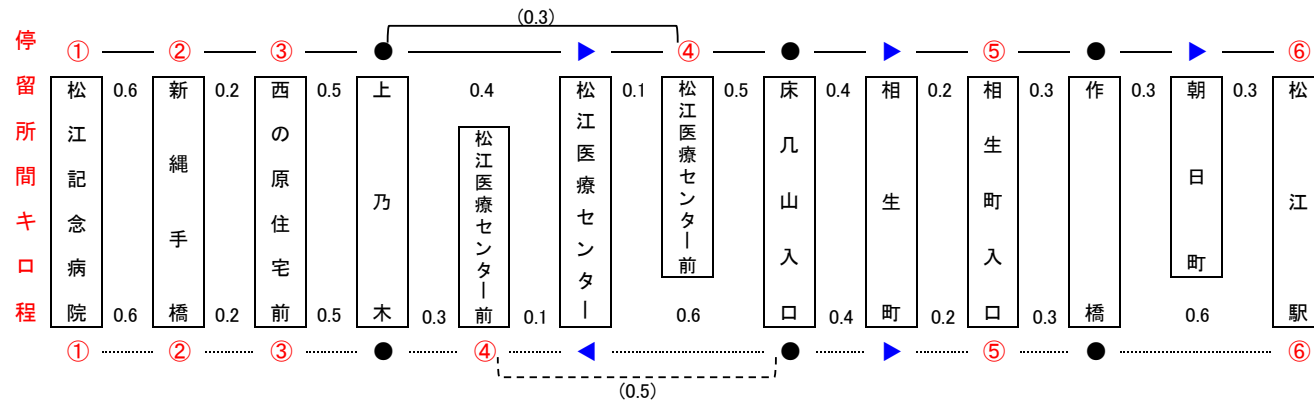 停留所間キロ程
(0.3)
① ② ③ ● ▶ ④ ● ▶ ⑤ ● ▶ ⑥
0.6 0.2 0.5 0.4 0.1 0.5 0.4 0.2 0.3 0.3 0.3
松江記念病院
新縄手橋
西の原住宅前
上乃木
松江医療センター前
松江医療センター
松江医療センター前
床几山入口
相生町
相生町入口
作橋
朝日町
松江駅
0.6 0.2 0.5 0.3 0.1 0.6 0.4 0.2 0.3 0.6
① ② ③ ● ④ ◀ ● ▶ ⑤ ● ⑥
(0.5)